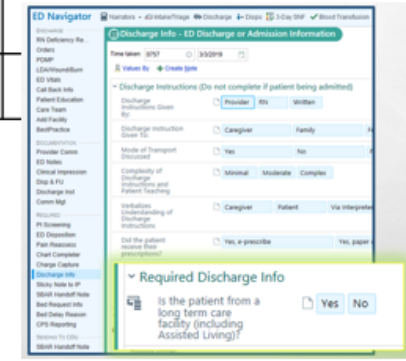 ED Navigator
Narrators
ED Intake/Triage
Discharge
Dispo
3-Day SNF
Blood Transfusion
DISCHARGE
RN Deficiency Re...
Orders
PDMP
LDA/Wound/Burn
ED Vitals
Call Back Info
Patient Education
Care Team
Add Facility
BestPractice
DOCUMENTATION
Provider Comm
ED Notes
Clinical Impression
Disp & FU
Discharge Inst
Comm Mgt
REQUIRED
PI Screening
ED Disposition
Pain Reassess
Chart Completer
Charge Capture
Discharge Info
Sticky Note to IP
SBAR Handoff Note
Bed Request Info
Bed Delay Reason
CPS Reporting
SENDING TO CDU
SBAR Handoff Note
Discharge Info - ED Discharge or Admission Information
Time taken: 0757 3/3/2019
Values By Create Note
Discharge Instructions (Do not complete if patient being admitted)
Discharge Instructions Given By: Provider RN Written
Discharge Instruction Given To: Caregiver Family
Mode of Transport Discussed Yes No
Complexity of Discharge Instructions and Patient Teaching Minimal Moderate Complex
Verbalizes Understanding of Discharge Instructions Caregiver Patient Via Interpreter
Did the patient receive their prescriptions? Yes, e-prescribe Yes, paper
Required Discharge Info
Is the patient from a
long term care
facility (including
Assisted Living)?
Yes No